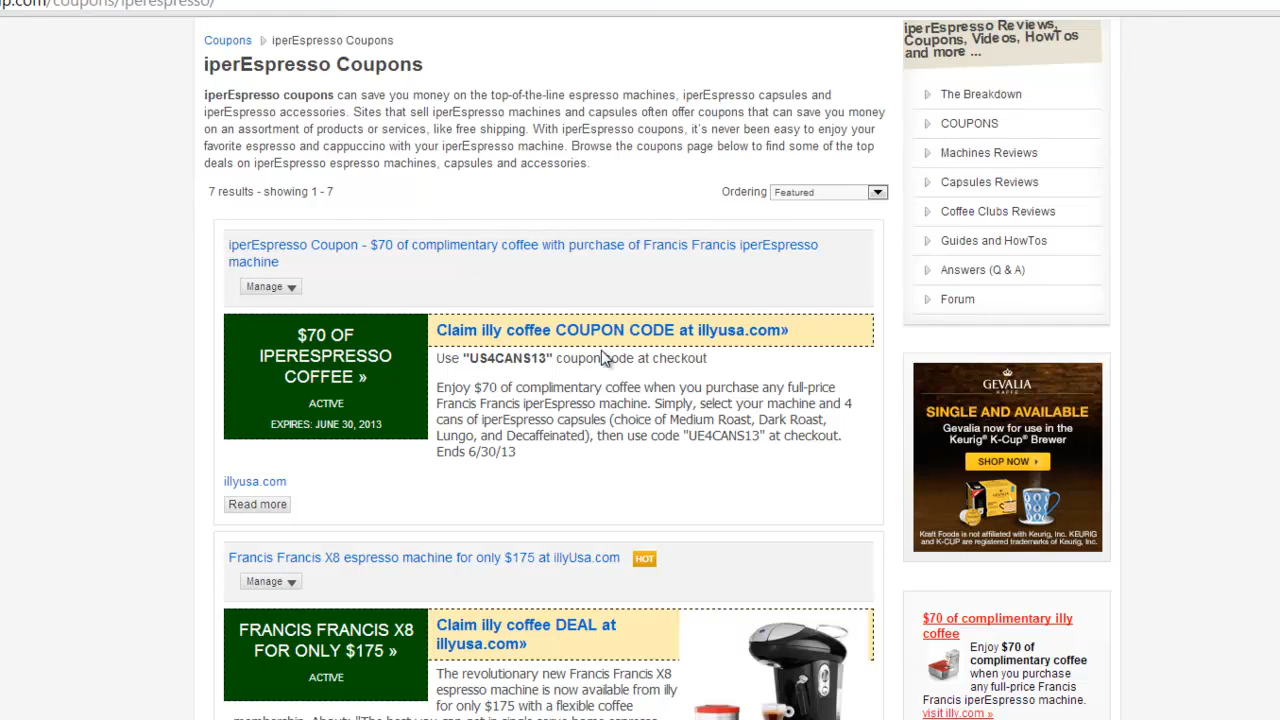 p.com/coupons/iperespresso/
Coupons iperEspresso Coupons
iperEspresso Coupons
iperEspresso coupons can save you money on the top-of-the-line espresso machines, iperEspresso capsules and
iperEspresso accessories. Sites that sell iperEspresso machines and capsules often offer coupons that can save you money
on an assortment of products or services, like free shipping. With iperEspresso coupons, it's never been easy to enjoy your
favorite espresso and cappuccino with your iperEspresso machine. Browse the coupons page below to find some of the top
deals on iperEspresso espresso machines, capsules and accessories.
7 results - showing 1 - 7
Ordering Featured
iperEspresso Coupon - $70 of complimentary coffee with purchase of Francis Francis iperEspresso
machine
Manage
$70 OF
IPERESPRESSO
COFFEE »
ACTIVE
EXPIRES: JUNE 30, 2013
Claim illy coffee COUPON CODE at illyusa.com»
Use "US4CANS13" coupon code at checkout
Enjoy $70 of complimentary coffee when you purchase any full-price
Francis Francis iperEspresso machine. Simply, select your machine and 4
cans of iperEspresso capsules (choice of Medium Roast, Dark Roast,
Lungo, and Decaffeinated), then use code "UE4CANS13" at checkout.
Ends 6/30/13
illyusa.com
Read more
Francis Francis X8 espresso machine for only $175 at illyUsa.com HOT
Manage
FRANCIS FRANCIS X8
FOR ONLY $175 »
ACTIVE
Claim illy coffee DEAL at
illyusa.com»
The revolutionary new Francis Francis X8
espresso machine is now available from illy
for only $175 with a flexible coffee
iperEspresso Reviews,
Coupons, Videos, HowTos
and more ...
The Breakdown
COUPONS
Machines Reviews
Capsules Reviews
Coffee Clubs Reviews
Guides and HowTos
Answers (Q & A)
Forum
GEVALIA
KAFFE
SINGLE AND AVAILABLE
Gevalia now for use in the
Keurig® K-Cup® Brewer
SHOP NOW
Kraft Foods is not affiliated with Keurig, Inc. KEURIG
and K-CUP are registered trademarks of Keurig, Inc.
$70 of complimentary illy
coffee
Enjoy $70 of
complimentary coffee
when you purchase
any full-price Francis
Francis iperEspresso machine.
visit illy.com »